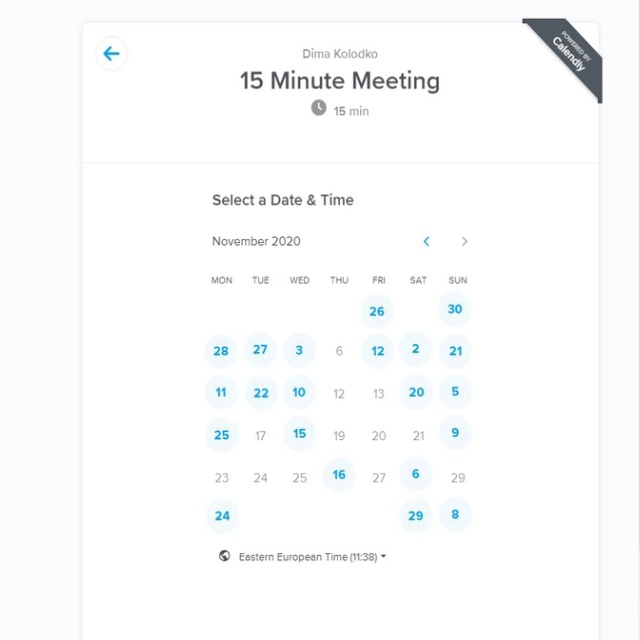 Dima Kolodko
15 Minute Meeting
15 min
POWERED BY
Calendly
Select a Date & Time
November 2020
MON TUE WED THU FRI SAT SUN
26 30
28 27 3 6 12 2 21
11 22 10 12 13 20 5
25 17 15 19 20 21 9
23 24 25 16 27 6 29
24 29 8
Eastern European Time (11:38)